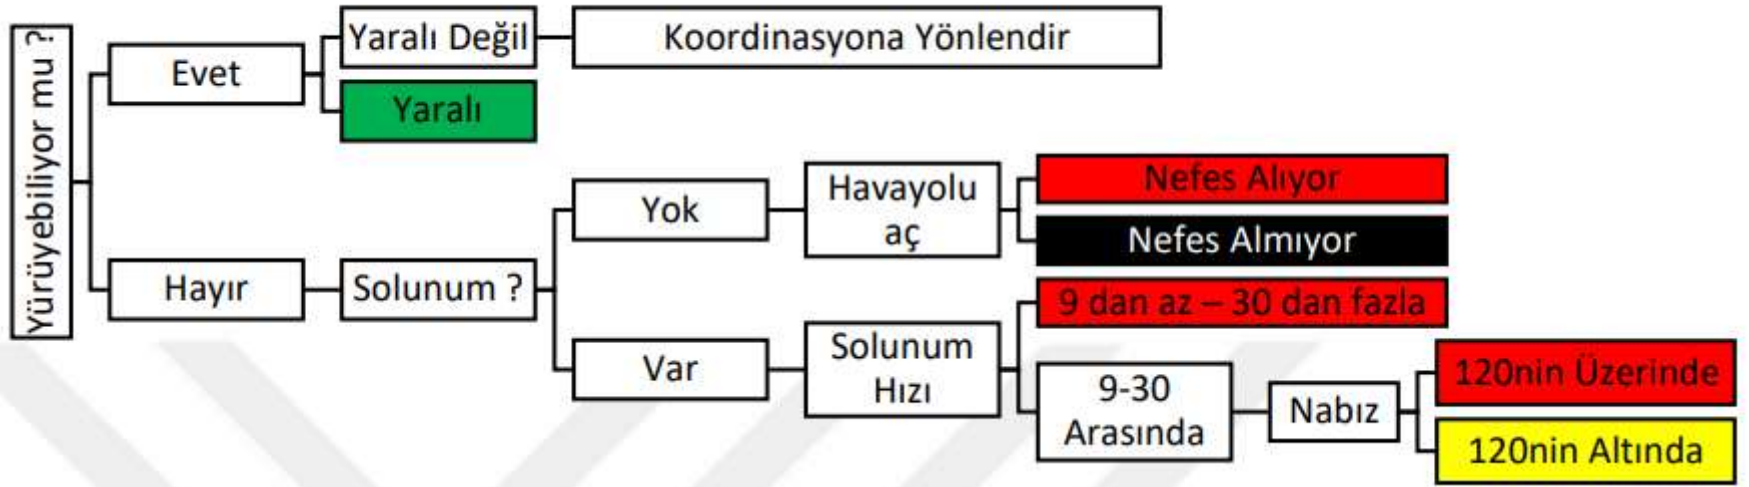 Yürüyebiliyor mu ?
Evet
Yaralı Değil
Koordinasyona Yönlendir
Yaralı
Hayır
Solunum ?
Yok
Havayolu
aç
Nefes Alıyor
Nefes Almıyor
Var
Solunum
Hızı
9 dan az – 30 dan fazla
9-30
Arasında
Nabız
120nin Üzerinde
120nin Altında